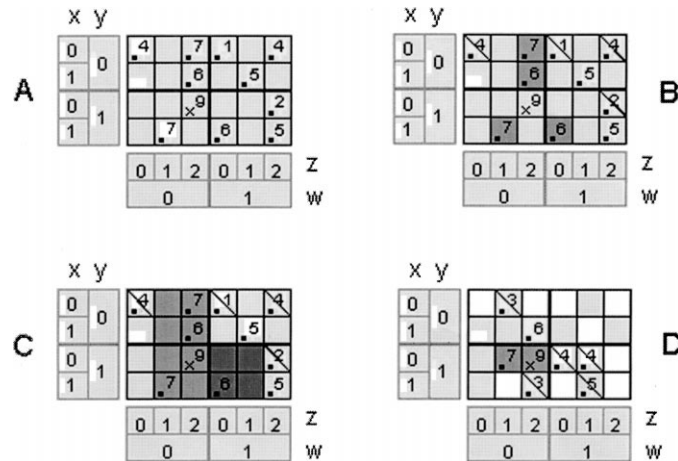 x y x y
0 0 4 7 1 4 0 0 4 7 1 4
A 1 6 5 1 6 5 B
0 1 9 2 0 1 9 2
1 7 6 5 1 7 6 5
0 1 2 0 1 2 z 0 1 2 0 1 2 z
0 1 w 0 1 w
x y x y
0 0 4 7 1 4 0 0 3
C 1 6 5 1 6 D
0 1 9 2 0 1 7 9 4 4
1 7 6 5 1 3 5
0 1 2 0 1 2 z 0 1 2 0 1 2 z
0 1 w 0 1 w